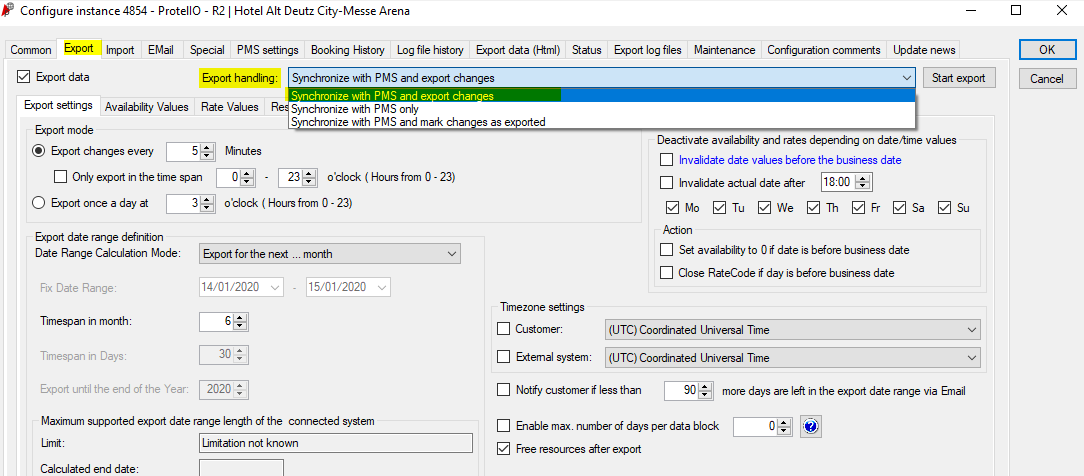 Configure instance 4854 - ProtelIO - R2 | Hotel Alt Deutz City-Messe Arena
Common Export Import EMail Special PMS settings Booking History Log file history Export data (Html) Status Export log files Maintenance Configuration comments Update news
OK
Cancel
Export data
Export handling: Synchronize with PMS and export changes Start export
Synchronize with PMS and export changes
Synchronize with PMS only
Synchronize with PMS and mark changes as exported
Export settings Availability Values Rate Values
Export mode
Export changes every 5 Minutes
Only export in the time span 0 - 23 o'clock ( Hours from 0 - 23)
Export once a day at 3 o'clock ( Hours from 0 - 23)
Deactivate availability and rates depending on date/time values
Invalidate date values before the business date
Invalidate actual date after 18:00
Mo Tu We Th Fr Sa Su
Action
Set availability to 0 if date is before business date
Close RateCode if day is before business date
Export date range definition
Date Range Calculation Mode: Export for the next ... month
Fix Date Range: 14/01/2020 - 15/01/2020
Timespan in month: 6
Timespan in Days: 30
Export until the end of the Year: 2020
Maximum supported export date range length of the connected system
Limit: Limitation not known
Calculated end date:
Timezone settings
Customer: (UTC) Coordinated Universal Time
External system: (UTC) Coordinated Universal Time
Notify customer if less than 90 more days are left in the export date range via Email
Enable max. number of days per data block 0
Free resources after export